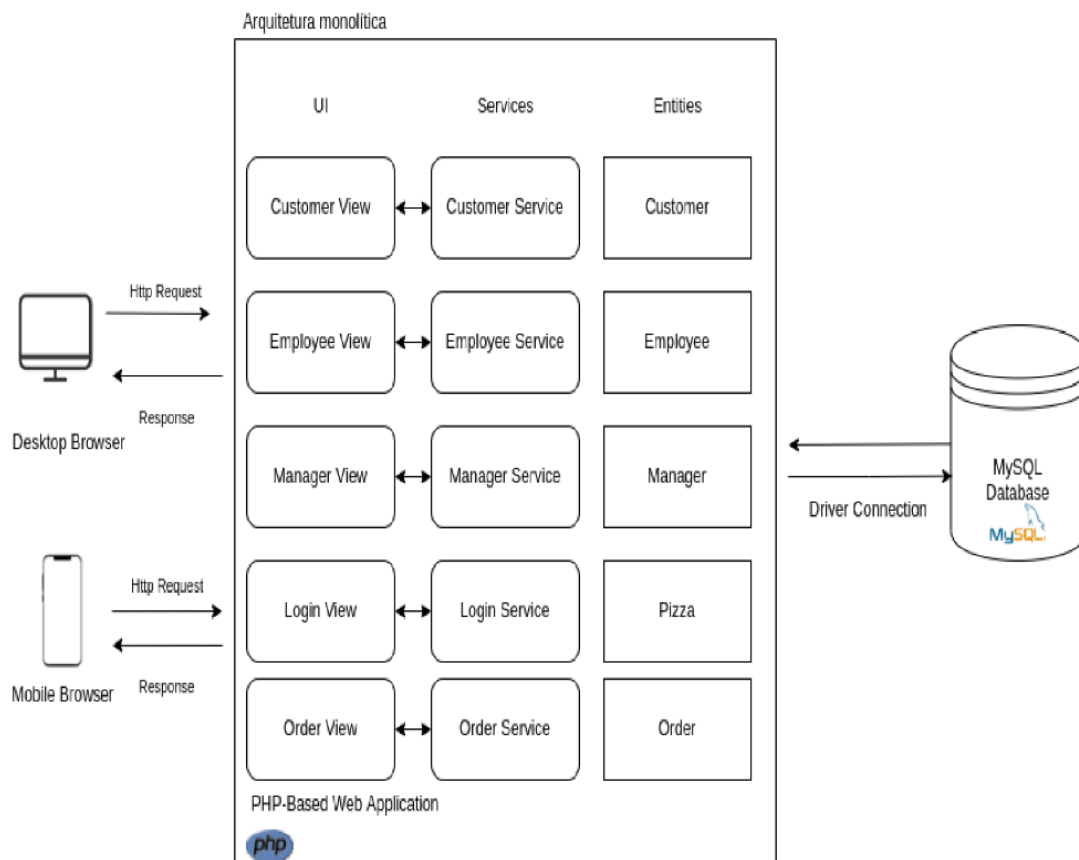 Arquitetura monolítica
UI
Services
Entities
Customer View
Customer Service
Customer
Http Request
Response
Desktop Browser
Employee View
Employee Service
Employee
Manager View
Manager Service
Manager
Driver Connection
MySQL
Database
MySQL
Http Request
Response
Mobile Browser
Login View
Login Service
Pizza
Order View
Order Service
Order
PHP-Based Web Application
php